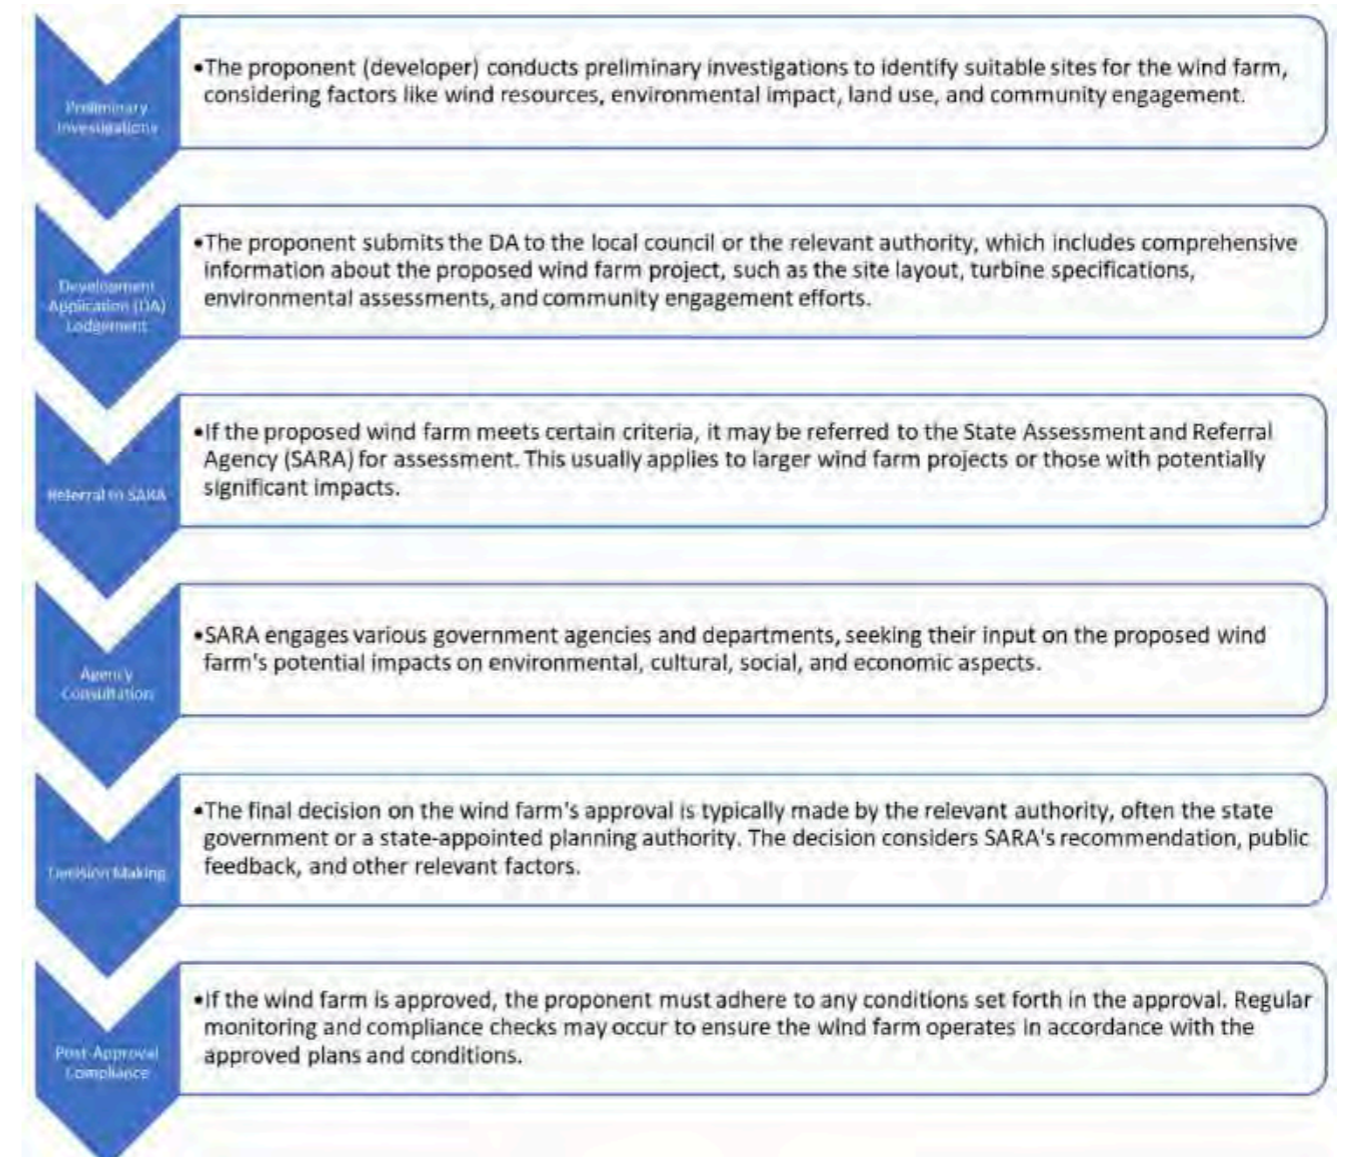 Preliminary
Investigations
•The proponent (developer) conducts preliminary investigations to identify suitable sites for the wind farm,
considering factors like wind resources, environmental impact, land use, and community engagement.
Development
Application (DA)
Lodgement
•The proponent submits the DA to the local council or the relevant authority, which includes comprehensive
information about the proposed wind farm project, such as the site layout, turbine specifications,
environmental assessments, and community engagement efforts.
Referral to SARA
•If the proposed wind farm meets certain criteria, it may be referred to the State Assessment and Referral
Agency (SARA) for assessment. This usually applies to larger wind farm projects or those with potentially
significant impacts.
Agency
Consultation
•SARA engages various government agencies and departments, seeking their input on the proposed wind
farm's potential impacts on environmental, cultural, social, and economic aspects.
Decision Making
•The final decision on the wind farm's approval is typically made by the relevant authority, often the state
government or a state-appointed planning authority. The decision considers SARA's recommendation, public
feedback, and other relevant factors.
Post-Approval
Compliance
•If the wind farm is approved, the proponent must adhere to any conditions set forth in the approval. Regular
monitoring and compliance checks may occur to ensure the wind farm operates in accordance with the
approved plans and conditions.